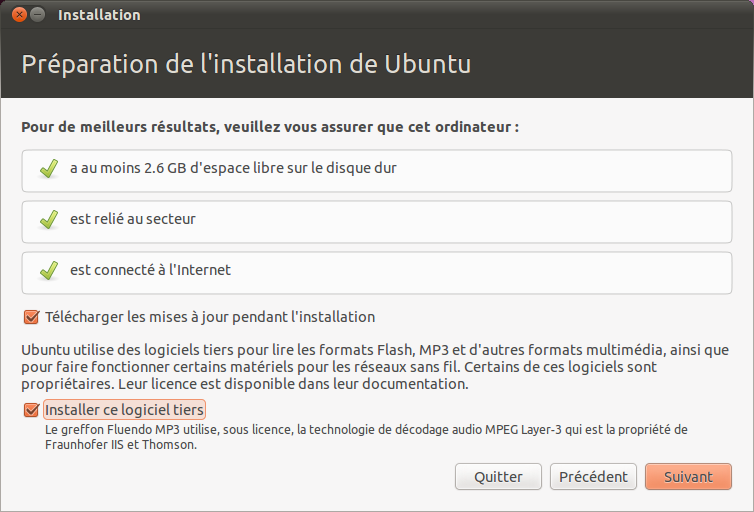 Installation
Préparation de l'installation de Ubuntu
Pour de meilleurs résultats, veuillez vous assurer que cet ordinateur :
a au moins 2.6 GB d'espace libre sur le disque dur
est relié au secteur
est connecté à l'Internet
Télécharger les mises à jour pendant l'installation
Ubuntu utilise des logiciels tiers pour lire les formats Flash, MP3 et d'autres formats multimédia, ainsi que
pour faire fonctionner certains matériels pour les réseaux sans fil. Certains de ces logiciels sont
propriétaires. Leur licence est disponible dans leur documentation.
Installer ce logiciel tiers
Le greffon Fluendo MP3 utilise, sous licence, la technologie de décodage audio MPEG Layer-3 qui est la propriété de
Fraunhofer IIS et Thomson.
Quitter
Précédent
Suivant